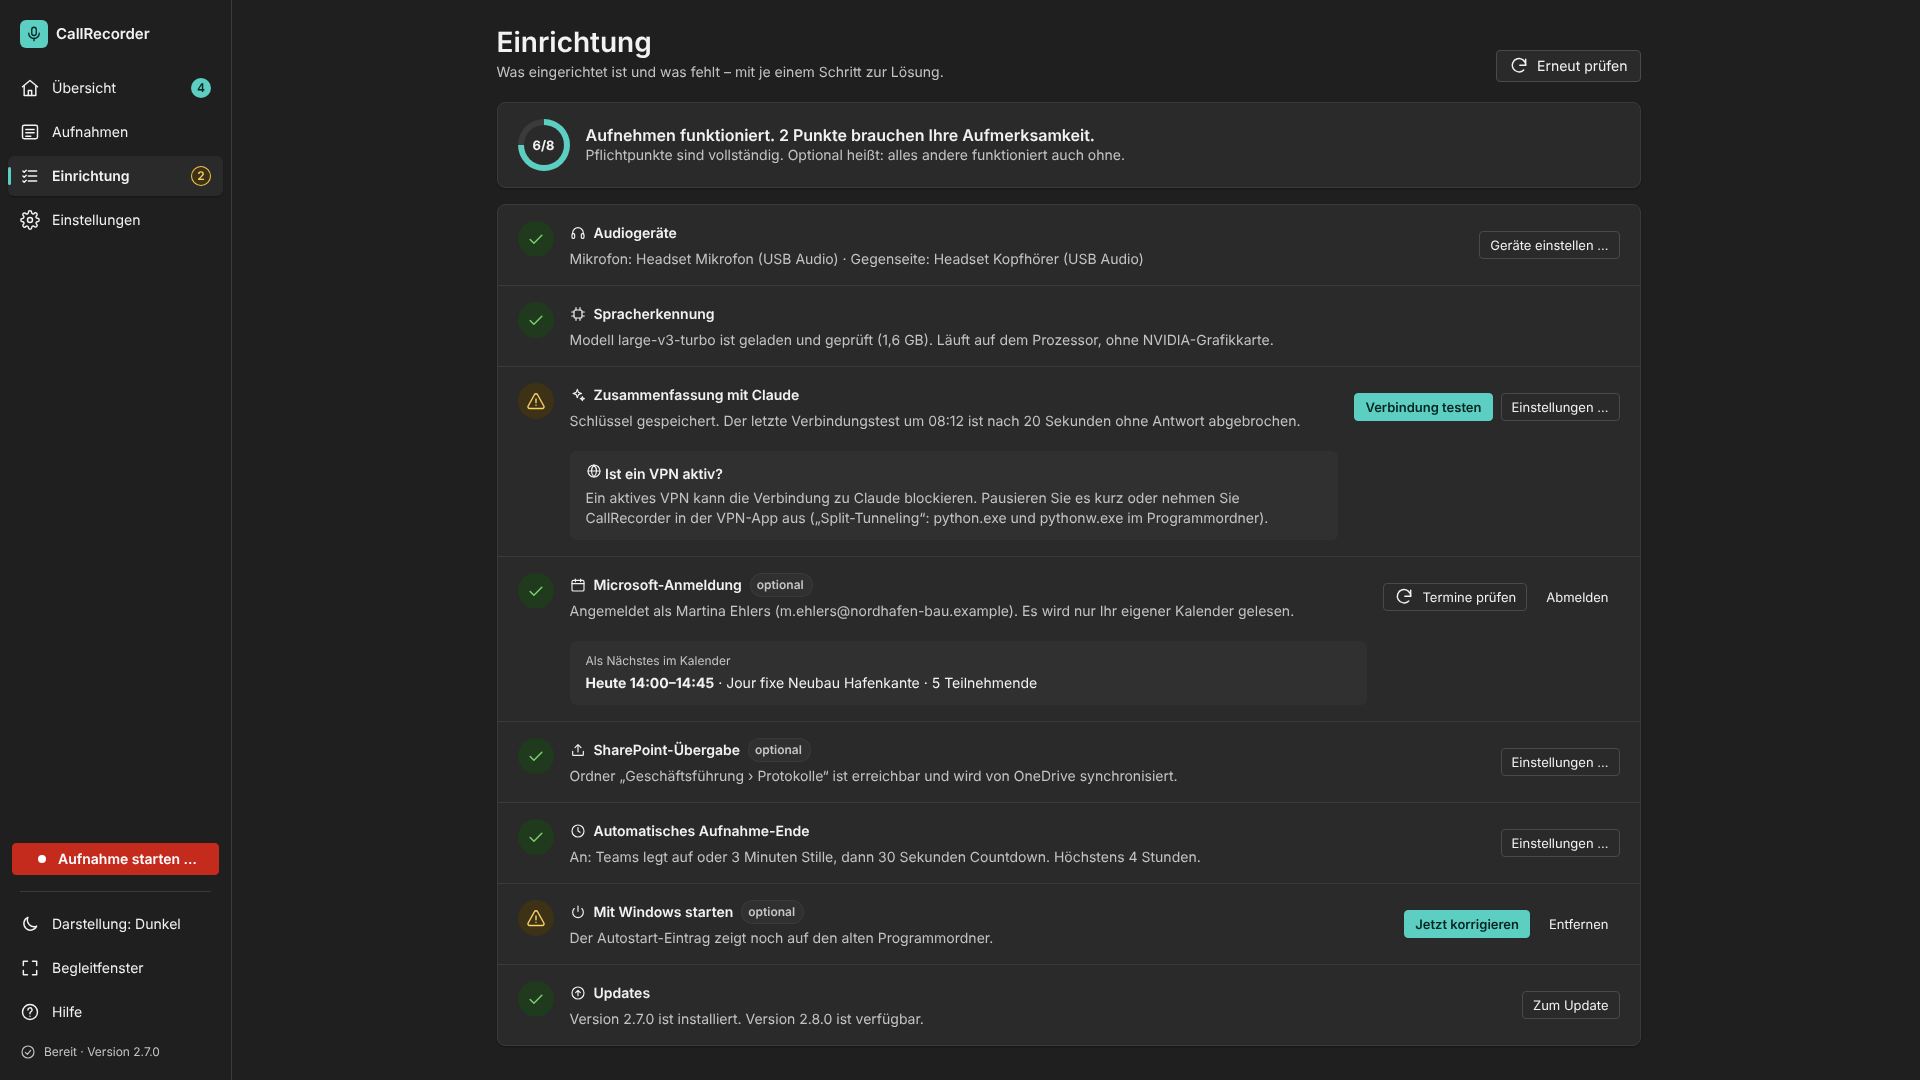 CallRecorder
Übersicht 4
Aufnahmen
Einrichtung 2
Einstellungen
Aufnahme starten ...
Darstellung: Dunkel
Begleitfenster
Hilfe
Bereit · Version 2.7.0
Einrichtung
Was eingerichtet ist und was fehlt – mit je einem Schritt zur Lösung.
Erneut prüfen
6/8
Aufnehmen funktioniert. 2 Punkte brauchen Ihre Aufmerksamkeit.
Pflichtpunkte sind vollständig. Optional heißt: alles andere funktioniert auch ohne.
Audiogeräte
Mikrofon: Headset Mikrofon (USB Audio) · Gegenseite: Headset Kopfhörer (USB Audio)
Geräte einstellen ...
Spracherkennung
Modell large-v3-turbo ist geladen und geprüft (1,6 GB). Läuft auf dem Prozessor, ohne NVIDIA-Grafikkarte.
Zusammenfassung mit Claude
Schlüssel gespeichert. Der letzte Verbindungstest um 08:12 ist nach 20 Sekunden ohne Antwort abgebrochen.
Verbindung testen
Einstellungen ...
Ist ein VPN aktiv?
Ein aktives VPN kann die Verbindung zu Claude blockieren. Pausieren Sie es kurz oder nehmen Sie
CallRecorder in der VPN-App aus („Split-Tunneling“: python.exe und pythonw.exe im Programmordner).
Microsoft-Anmeldung optional
Angemeldet als Martina Ehlers (m.ehlers@nordhafen-bau.example). Es wird nur Ihr eigener Kalender gelesen.
Termine prüfen
Abmelden
Als Nächstes im Kalender
Heute 14:00–14:45 · Jour fixe Neubau Hafenkante · 5 Teilnehmende
SharePoint-Übergabe optional
Ordner „Geschäftsführung › Protokolle“ ist erreichbar und wird von OneDrive synchronisiert.
Einstellungen ...
Automatisches Aufnahme-Ende
An: Teams legt auf oder 3 Minuten Stille, dann 30 Sekunden Countdown. Höchstens 4 Stunden.
Einstellungen ...
Mit Windows starten optional
Der Autostart-Eintrag zeigt noch auf den alten Programmordner.
Jetzt korrigieren
Entfernen
Updates
Version 2.7.0 ist installiert. Version 2.8.0 ist verfügbar.
Zum Update